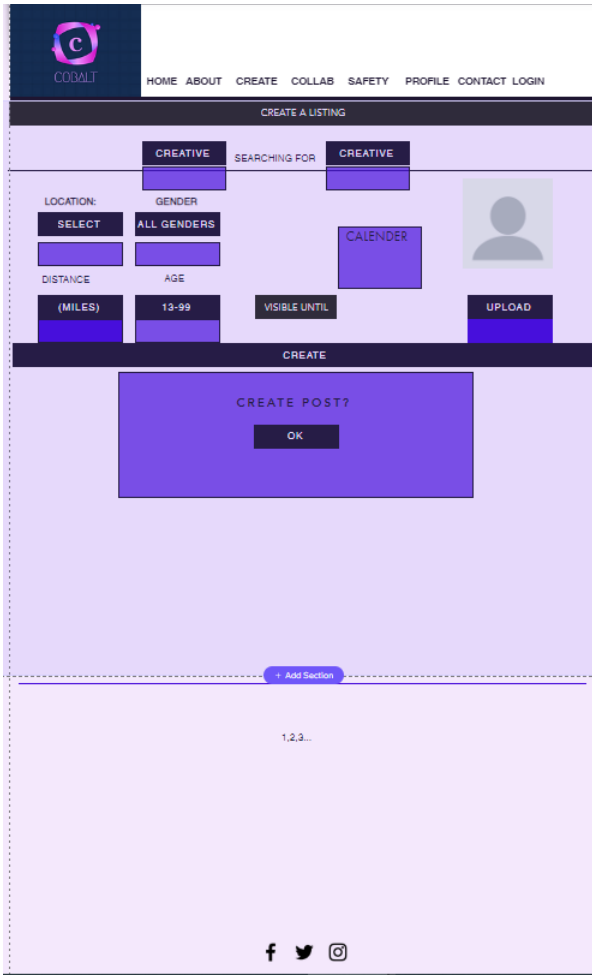 C
COBALT
HOME ABOUT CREATE COLLAB SAFETY PROFILE CONTACT LOGIN
CREATE A LISTING
CREATIVE SEARCHING FOR CREATIVE
LOCATION: GENDER
SELECT ALL GENDERS
CALENDER
DISTANCE AGE
(MILES) 13-99 VISIBLE UNTIL UPLOAD
CREATE
CREATE POST?
OK
+ Add Section
1,2,3...